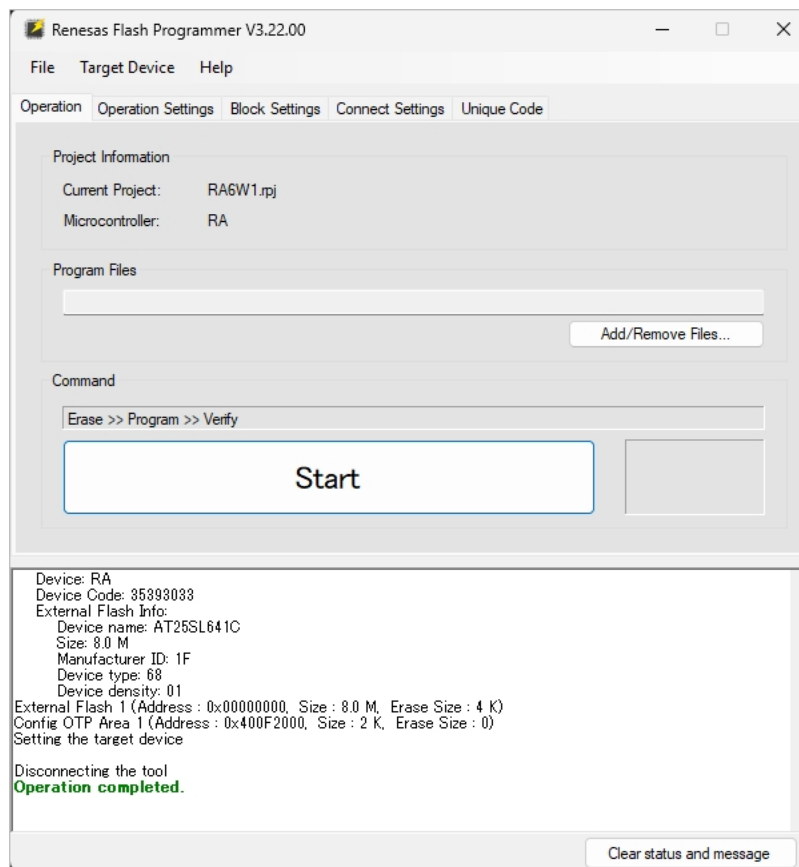 Renesas Flash Programmer V3.22.00
File Target Device Help
Operation Operation Settings Block Settings Connect Settings Unique Code
Project Information
Current Project: RA6W1.rpj
Microcontroller: RA
Program Files
Add/Remove Files...
Command
Erase >> Program >> Verify
Start
Device: RA
Device Code: 35393033
External Flash Info:
Device name: AT25SL641C
Size: 8.0 M
Manufacturer ID: 1F
Device type: 68
Device density: 01
External Flash 1 (Address : 0x00000000, Size : 8.0 M, Erase Size : 4 K)
Config OTP Area 1 (Address : 0x400F2000, Size : 2 K, Erase Size : 0)
Setting the target device
Disconnecting the tool
Operation completed.
Clear status and message